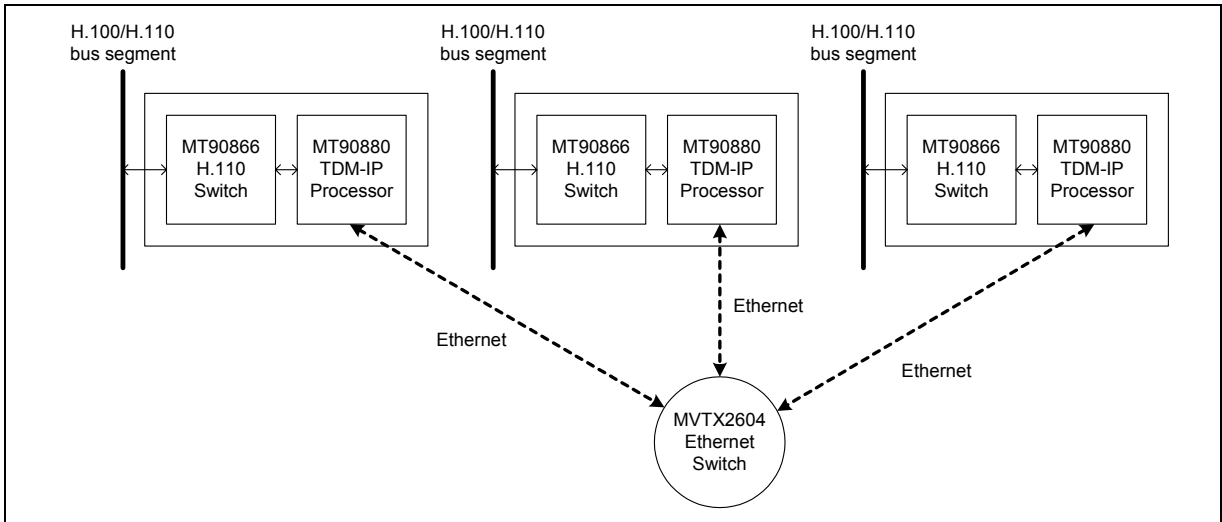 H.100/H.110
bus segment
H.100/H.110
bus segment
H.100/H.110
bus segment
MT90866
H.110
Switch
MT90880
TDM-IP
Processor
MT90866
H.110
Switch
MT90880
TDM-IP
Processor
MT90866
H.110
Switch
MT90880
TDM-IP
Processor
Ethernet
Ethernet
Ethernet
MVTX2604
Ethernet
Switch